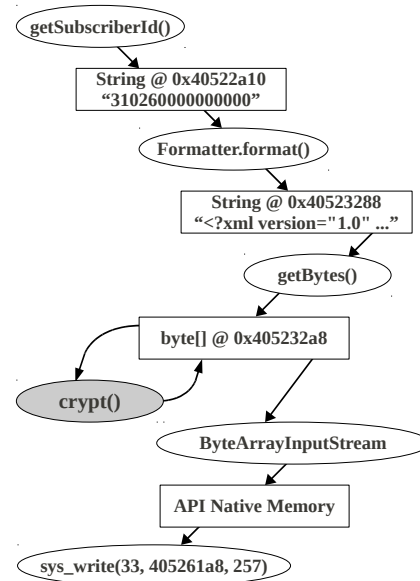 getSubscriberId()
String @ 0x40522a10
“310260000000000”
Formatter.format()
String @ 0x40523288
“<?xml version="1.0" ...”
getBytes()
byte[] @ 0x405232a8
crypt()
ByteArrayInputStream
API Native Memory
sys_write(33, 405261a8, 257)